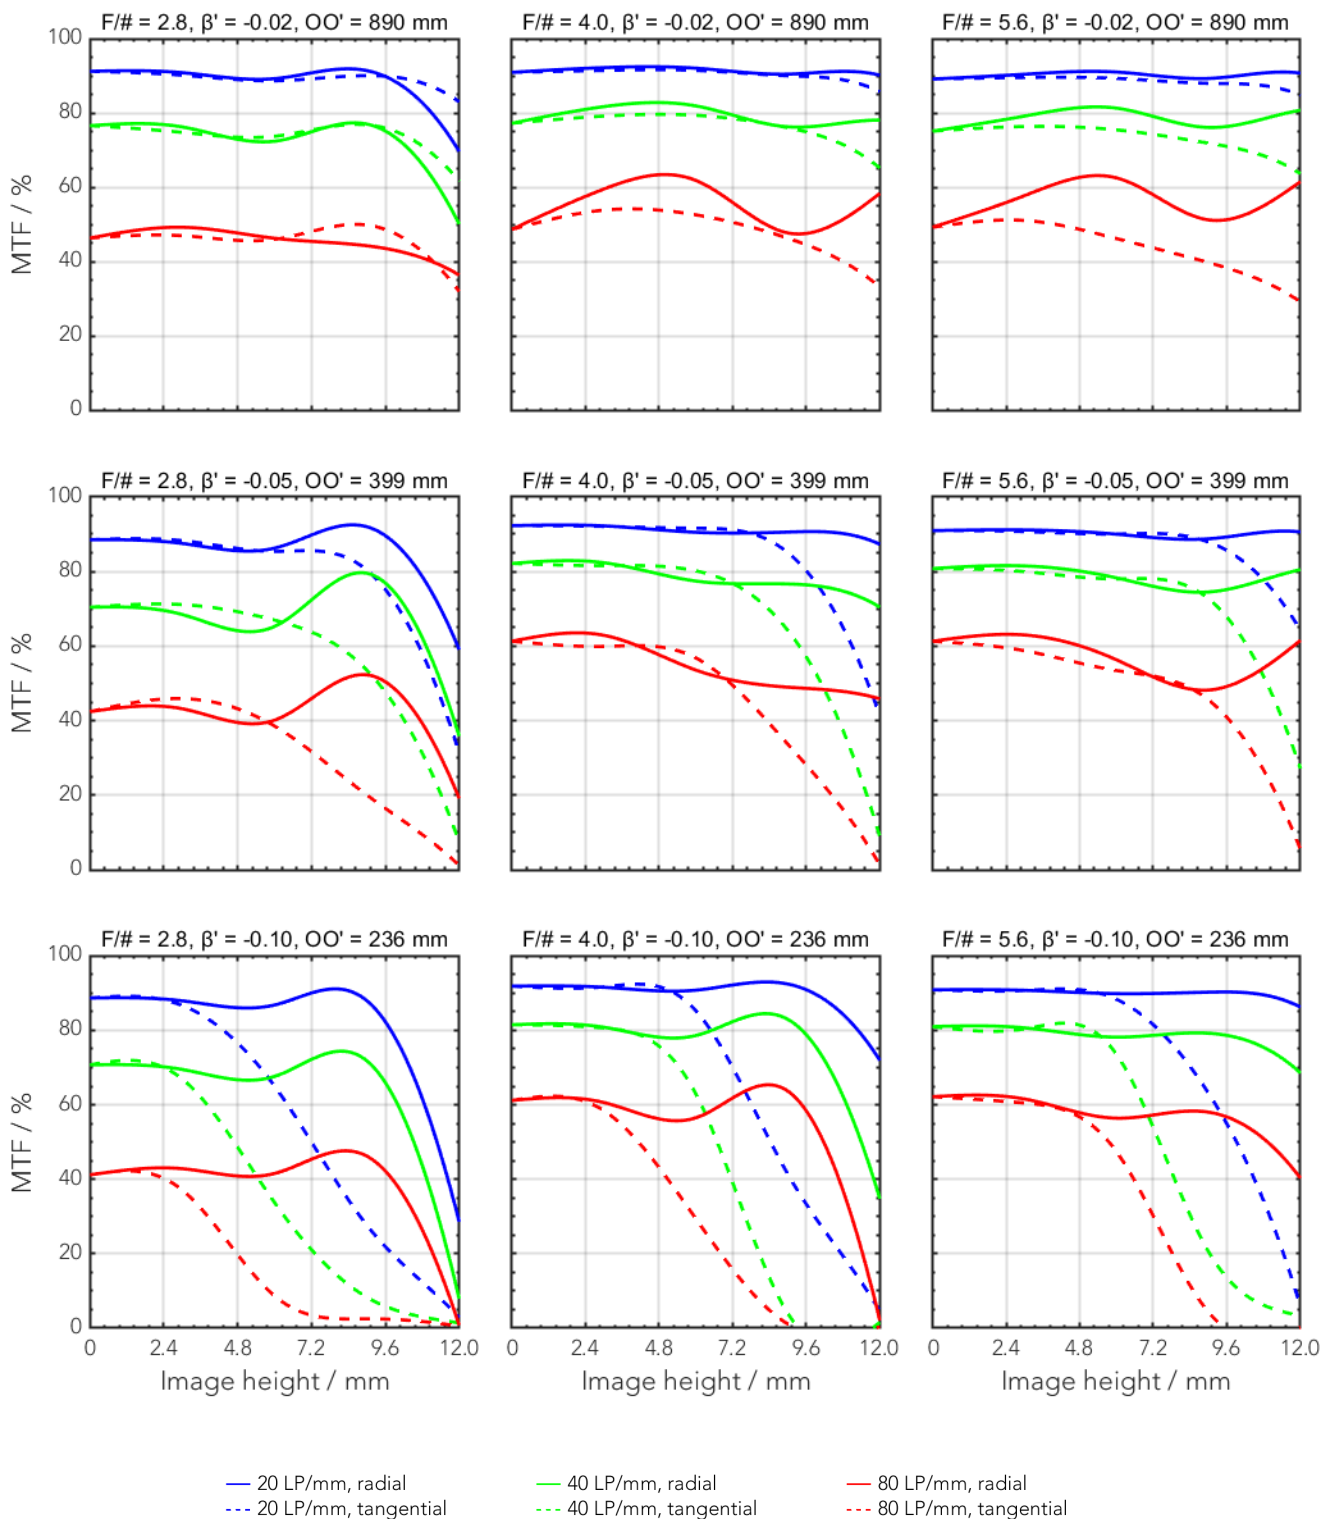 F/# = 2.8, β' = -0.02, OO' = 890 mm
F/# = 4.0, β' = -0.02, OO' = 890 mm
F/# = 5.6, β' = -0.02, OO' = 890 mm
100
80
60
40
20
0
MTF / %
F/# = 2.8, β' = -0.05, OO' = 399 mm
F/# = 4.0, β' = -0.05, OO' = 399 mm
F/# = 5.6, β' = -0.05, OO' = 399 mm
100
80
60
40
20
0
MTF / %
F/# = 2.8, β' = -0.10, OO' = 236 mm
F/# = 4.0, β' = -0.10, OO' = 236 mm
F/# = 5.6, β' = -0.10, OO' = 236 mm
100
80
60
40
20
0
MTF / %
0 2.4 4.8 7.2 9.6 12.0
0 2.4 4.8 7.2 9.6 12.0
0 2.4 4.8 7.2 9.6 12.0
Image height / mm
Image height / mm
Image height / mm
20 LP/mm, radial
40 LP/mm, radial
80 LP/mm, radial
20 LP/mm, tangential
40 LP/mm, tangential
80 LP/mm, tangential